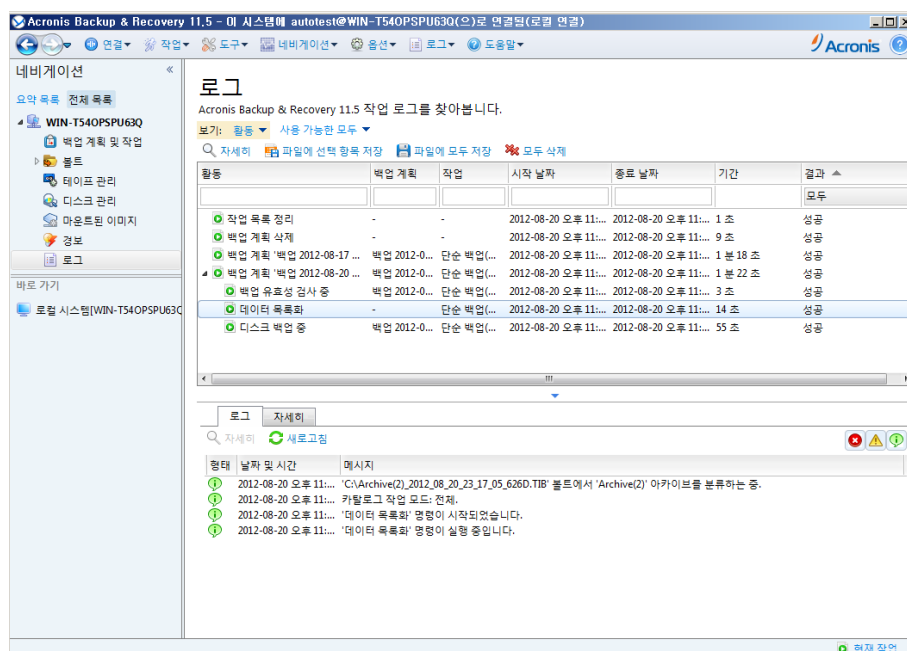 Acronis Backup & Recovery 11.5 - 이 시스템에 autotest@WIN-T54OPSPU63Q(으)로 연결됨(로컬 연결)
연결 작업 도구 네비게이션 옵션 로그 도움말 Acronis
네비게이션
요약 목록 전체 목록
WIN-T54OPSPU63Q
백업 계획 및 작업
볼트
테이프 관리
디스크 관리
마운트된 이미지
경보
로그
바로 가기
로컬 시스템[WIN-T54OPSPU63Q
로그
Acronis Backup & Recovery 11.5 작업 로그를 찾아봅니다.
보기: 활동 사용 가능한 모두
자세히 파일에 선택 항목 저장 파일에 모두 저장 모두 삭제
활동 백업 계획 작업 시작 날짜 종료 날짜 기간 결과
모두
작업 목록 정리 - - 2012-08-20 오후 11:... 2012-08-20 오후 11:... 1 초 성공
백업 계획 삭제 - - 2012-08-20 오후 11:... 2012-08-20 오후 11:... 9 초 성공
백업 계획 '백업 2012-08-17 ... 백업 2012-0... 단순 백업(... 2012-08-20 오후 11:... 2012-08-20 오후 11:... 1 분 18 초 성공
백업 계획 '백업 2012-08-20 ... 백업 2012-0... 단순 백업(... 2012-08-20 오후 11:... 2012-08-20 오후 11:... 1 분 22 초 성공
백업 유효성 검사 중 백업 2012-0... 단순 백업(... 2012-08-20 오후 11:... 2012-08-20 오후 11:... 3 초 성공
데이터 목록화 - 단순 백업(... 2012-08-20 오후 11:... 2012-08-20 오후 11:... 14 초 성공
디스크 백업 중 백업 2012-0... 단순 백업(... 2012-08-20 오후 11:... 2012-08-20 오후 11:... 55 초 성공
로그 자세히
자세히 새로고침
형태 날짜 및 시간 메시지
2012-08-20 오후 11:... 'C:\Archive(2)_2012_08_20_23_17_05_626D.TIB' 볼트에서 'Archive(2)' 아카이브를 분류하는 중.
2012-08-20 오후 11:... 카탈로그 작업 모드: 전체.
2012-08-20 오후 11:... '데이터 목록화' 명령이 시작되었습니다.
2012-08-20 오후 11:... '데이터 목록화' 명령이 실행 중입니다.
현재 작업